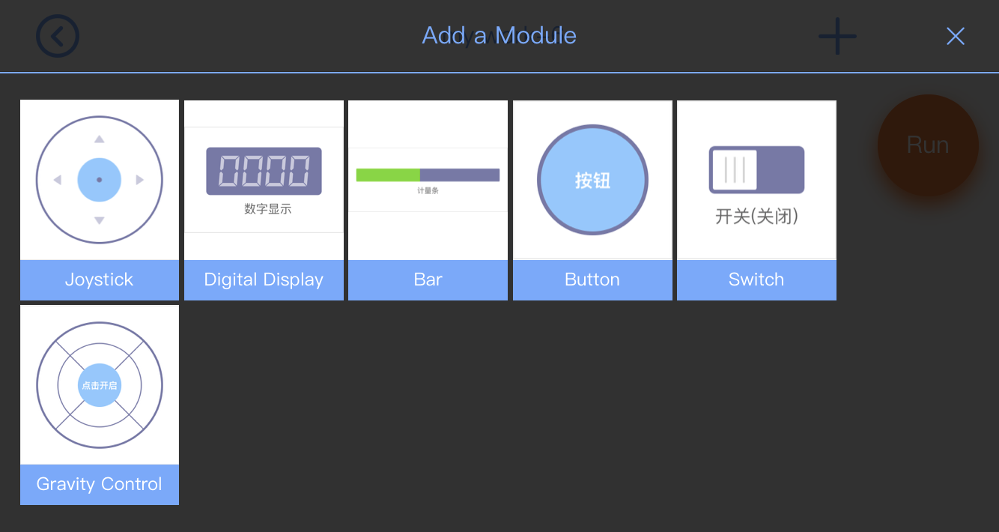 Add a Module
Run
0000
数字显示
计量条
按钮
开关(关闭)
Joystick
Digital Display
Bar
Button
Switch
点击开启
Gravity Control